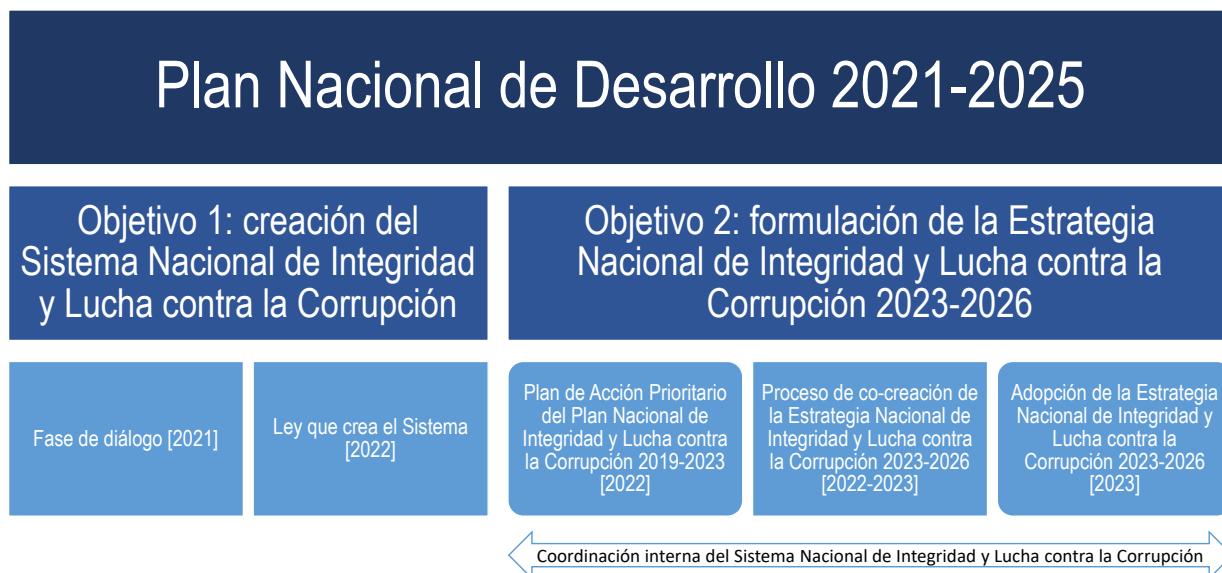 Plan Nacional de Desarrollo 2021-2025
Objetivo 1: creación del
Sistema Nacional de Integridad
y Lucha contra la Corrupción
Objetivo 2: formulación de la Estrategia
Nacional de Integridad y Lucha contra la
Corrupción 2023-2026
Fase de diálogo [2021]
Ley que crea el Sistema
[2022]
Plan de Acción Prioritario
del Plan Nacional de
Integridad y Lucha contra
la Corrupción 2019-2023
[2022]
Proceso de co-creación de
la Estrategia Nacional de
Integridad y Lucha contra
la Corrupción 2023-2026
[2022-2023]
Adopción de la Estrategia
Nacional de Integridad y
Lucha contra la
Corrupción 2023-2026
[2023]
Coordinación interna del Sistema Nacional de Integridad y Lucha contra la Corrupción